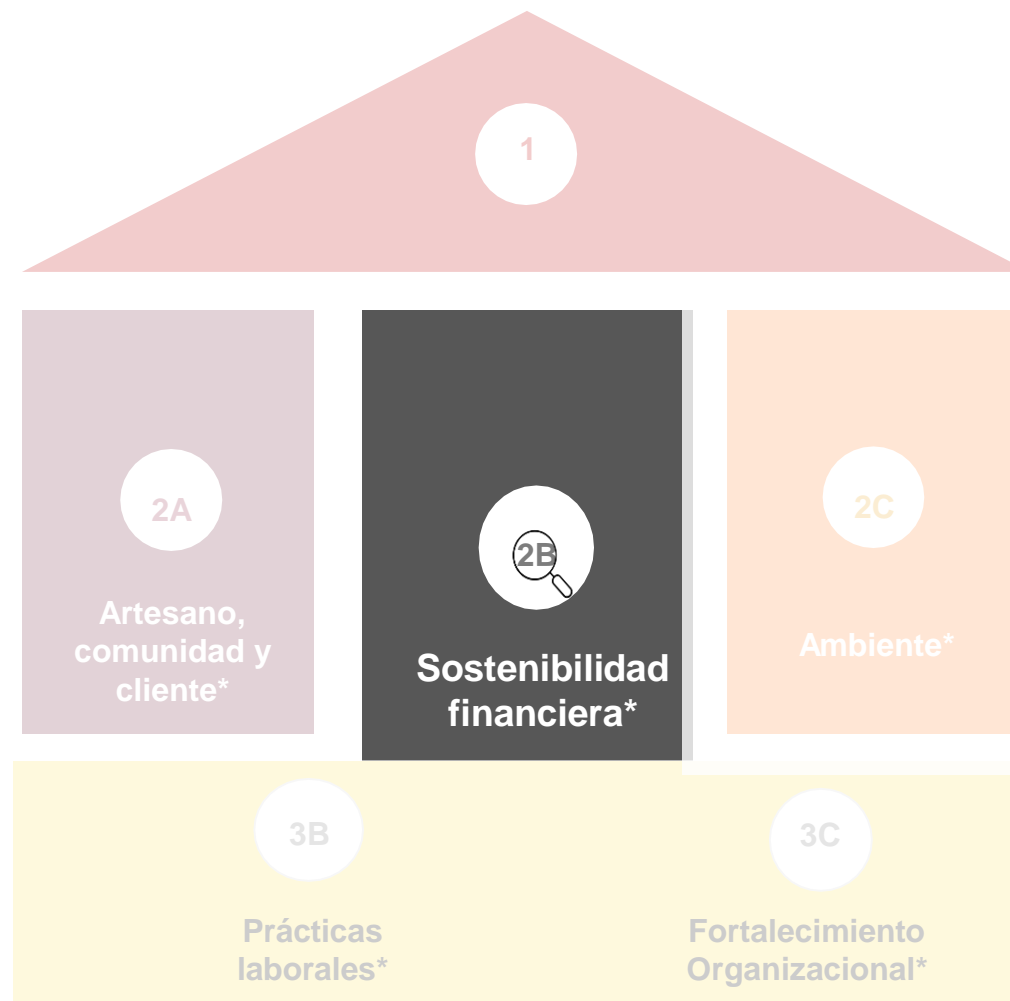 1
2A
Artesano,
comunidad y
cliente*
2B
Sostenibilidad
financiera*
2C
Ambiente*
3B
Prácticas
laborales*
3C
Fortalecimiento
Organizacional*